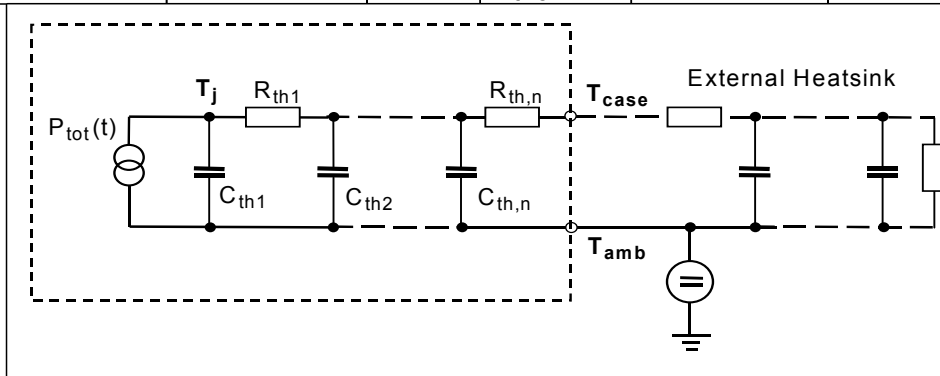 External Heatsink
T_j
R_th1
R_th,n
T_case
P_tot(t)
C_th1
C_th2
C_th,n
T_amb